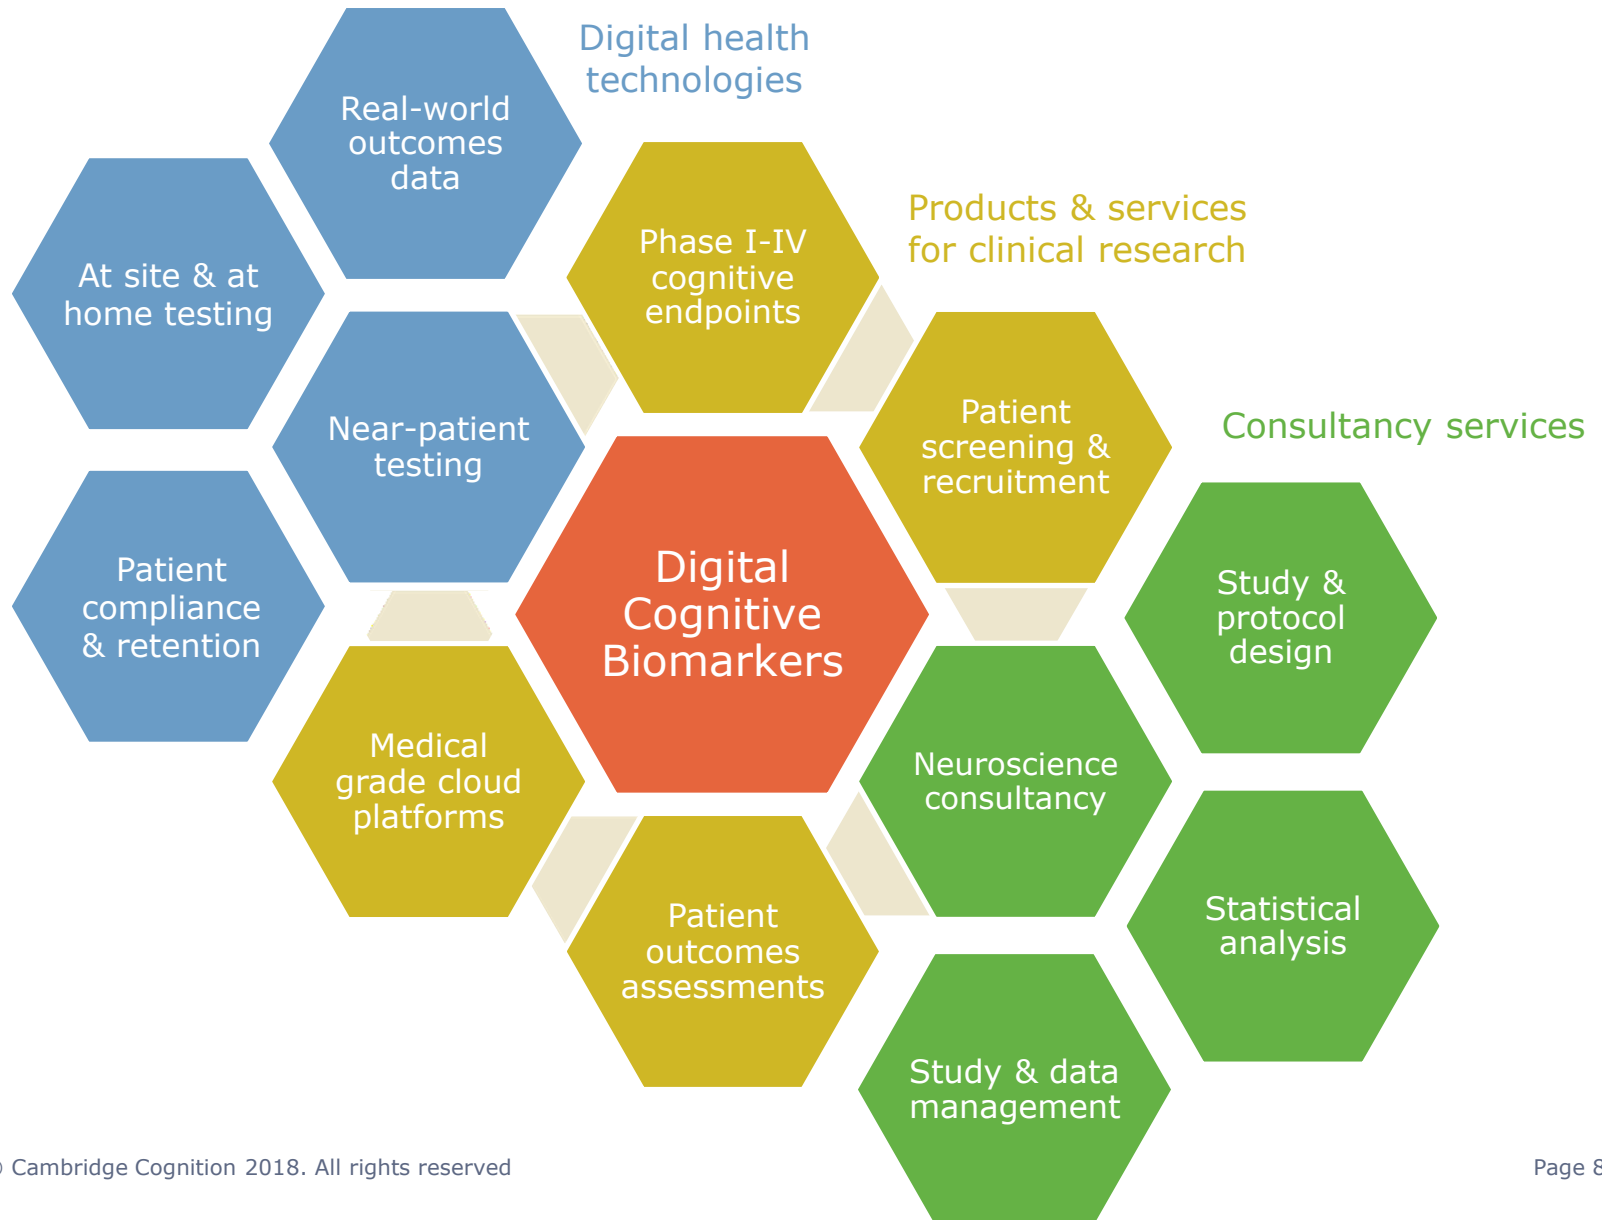 Digital health
technologies
Real-world
outcomes
data
Products & services
for clinical research
Phase I-IV
cognitive
endpoints
At site & at
home testing
Near-patient
testing
Patient
screening &
recruitment
Consultancy services
Patient
compliance
& retention
Digital
Cognitive
Biomarkers
Study &
protocol
design
Medical
grade cloud
platforms
Neuroscience
consultancy
Patient
outcomes
assessments
Statistical
analysis
Study & data
management
© Cambridge Cognition 2018. All rights reserved
Page 8